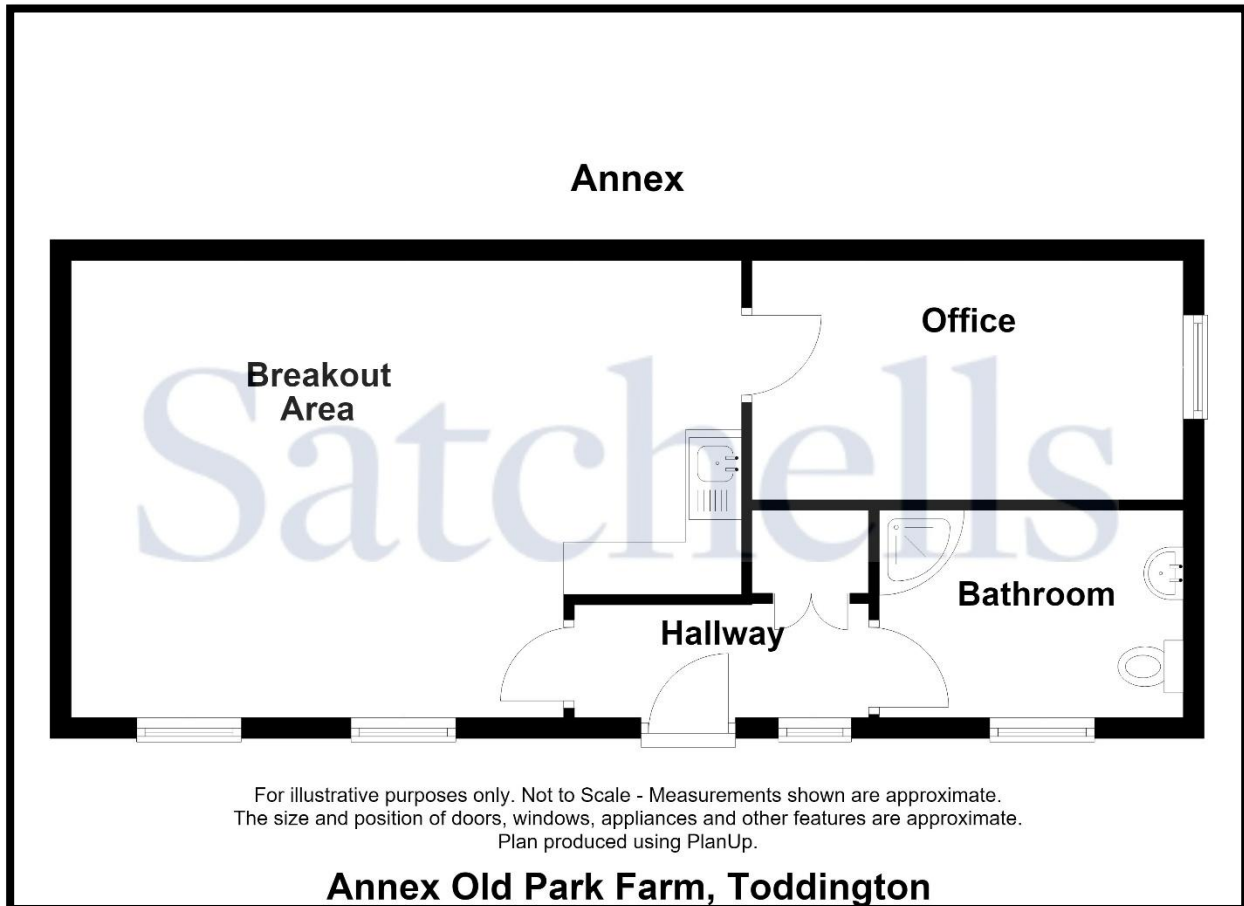 Annex
Office
Breakout
Area
Satchells
Bathroom
Hallway
For illustrative purposes only. Not to Scale - Measurements shown are approximate.
The size and position of doors, windows, appliances and other features are approximate.
Plan produced using PlanUp.
Annex Old Park Farm, Toddington